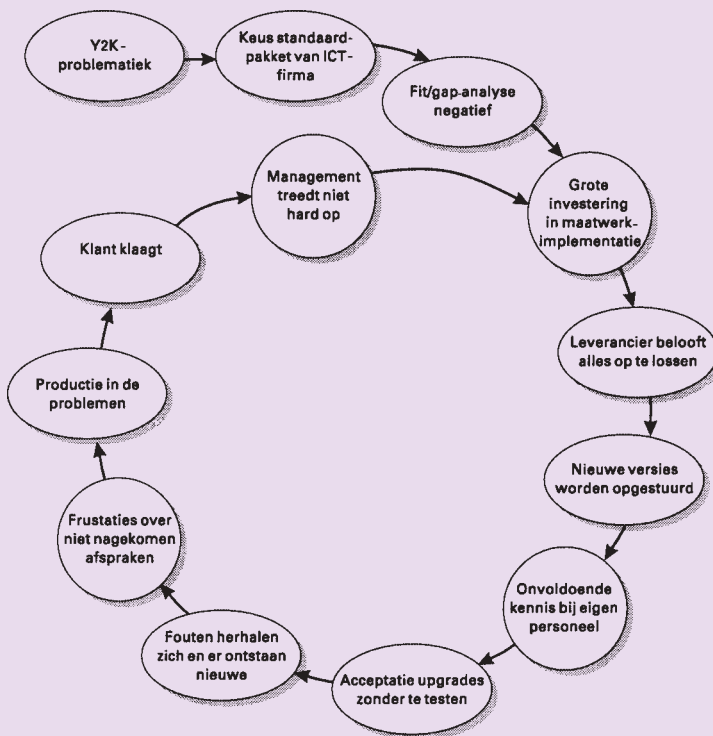 Y2K-
problematiek
Keus standaard-
pakket van ICT-
firma
Fit/gap-analyse
negatief
Grote
investering
in maatwerk-
implementatie
Leverancier belooft
alles op te lossen
Nieuwe versies
worden opgestuurd
Onvoldoende
kennis bij eigen
personeel
Acceptatie upgrades
zonder te testen
Fouten herhalen
zich en er ontstaan
nieuwe
Frustaties over
niet nagekomen
afspraken
Productie in de
problemen
Klant klaagt
Management
treedt niet
hard op